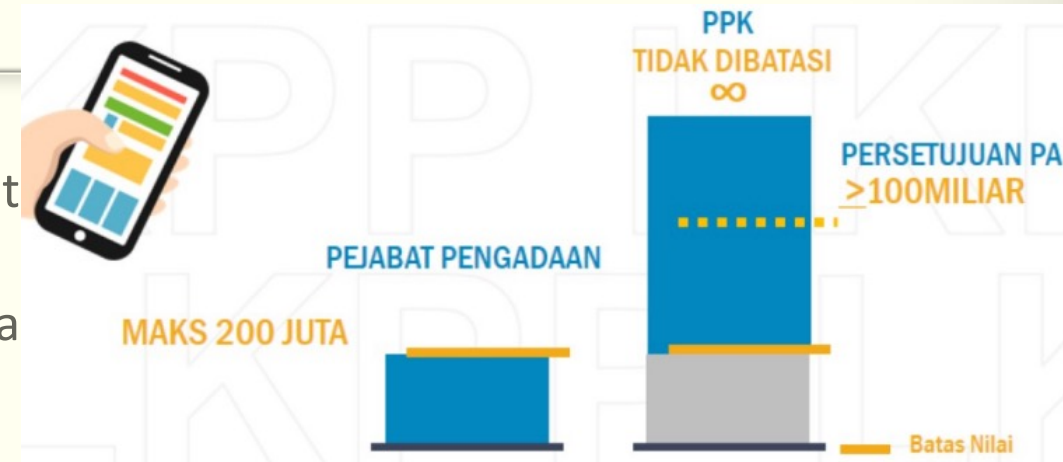 PPK
TIDAK DIBATASI
∞
PERSETUJUAN PA
≥100MILIAR
PEJABAT PENGADAAN
MAKS 200 JUTA
Batas Nilai
t
a